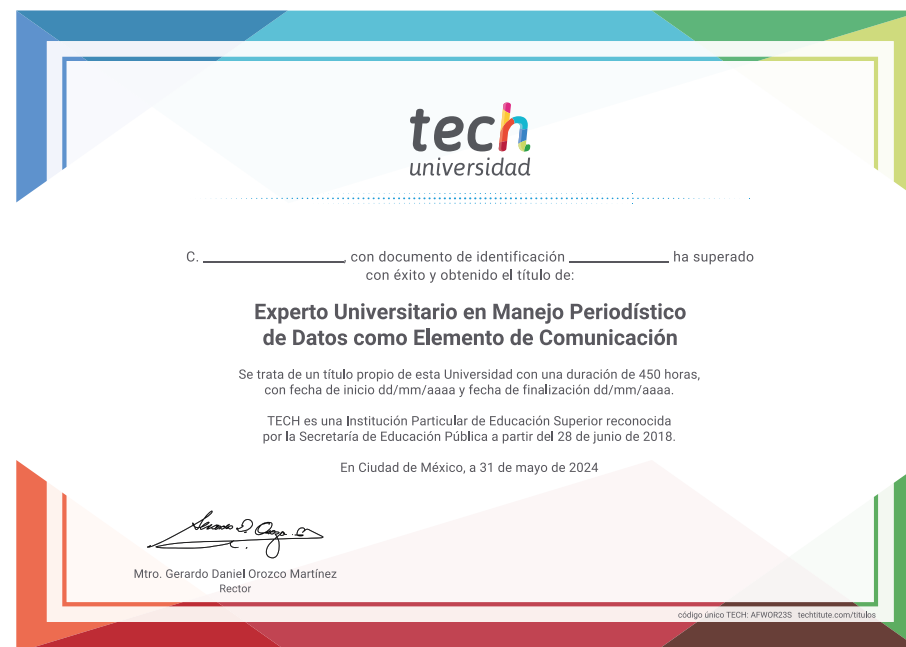 tech
universidad
C. ____________, con documento de identificación __________ ha superado
con éxito y obtenido el título de:
Experto Universitario en Manejo Periodístico
de Datos como Elemento de Comunicación
Se trata de un título propio de esta Universidad con una duración de 450 horas,
con fecha de inicio dd/mm/aaaa y fecha de finalización dd/mm/aaaa.
TECH es una Institución Particular de Educación Superior reconocida
por la Secretaría de Educación Pública a partir del 28 de junio de 2018.
En Ciudad de México, a 31 de mayo de 2024
Mtro. Gerardo Daniel Orozco Martínez
Rector
código único TECH: AFWOR23S techtitute.com/titulos